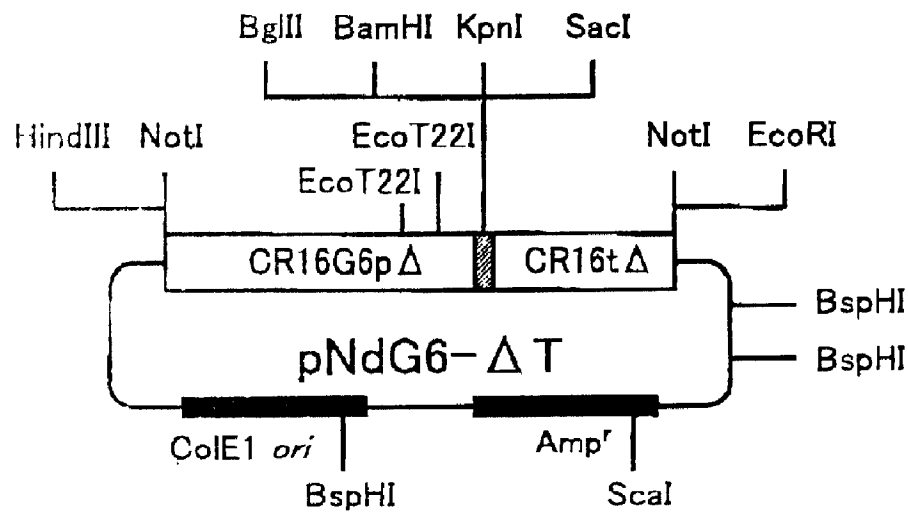 BglII BamHI KpnI SacI
HindIII NotI EcoT22I NotI EcoRI
EcoT22I
CR16G6pΔ CR16tΔ
BspHI
pNdG6-ΔT BspHI
ColE1 ori Ampʳ
BspHI ScaI